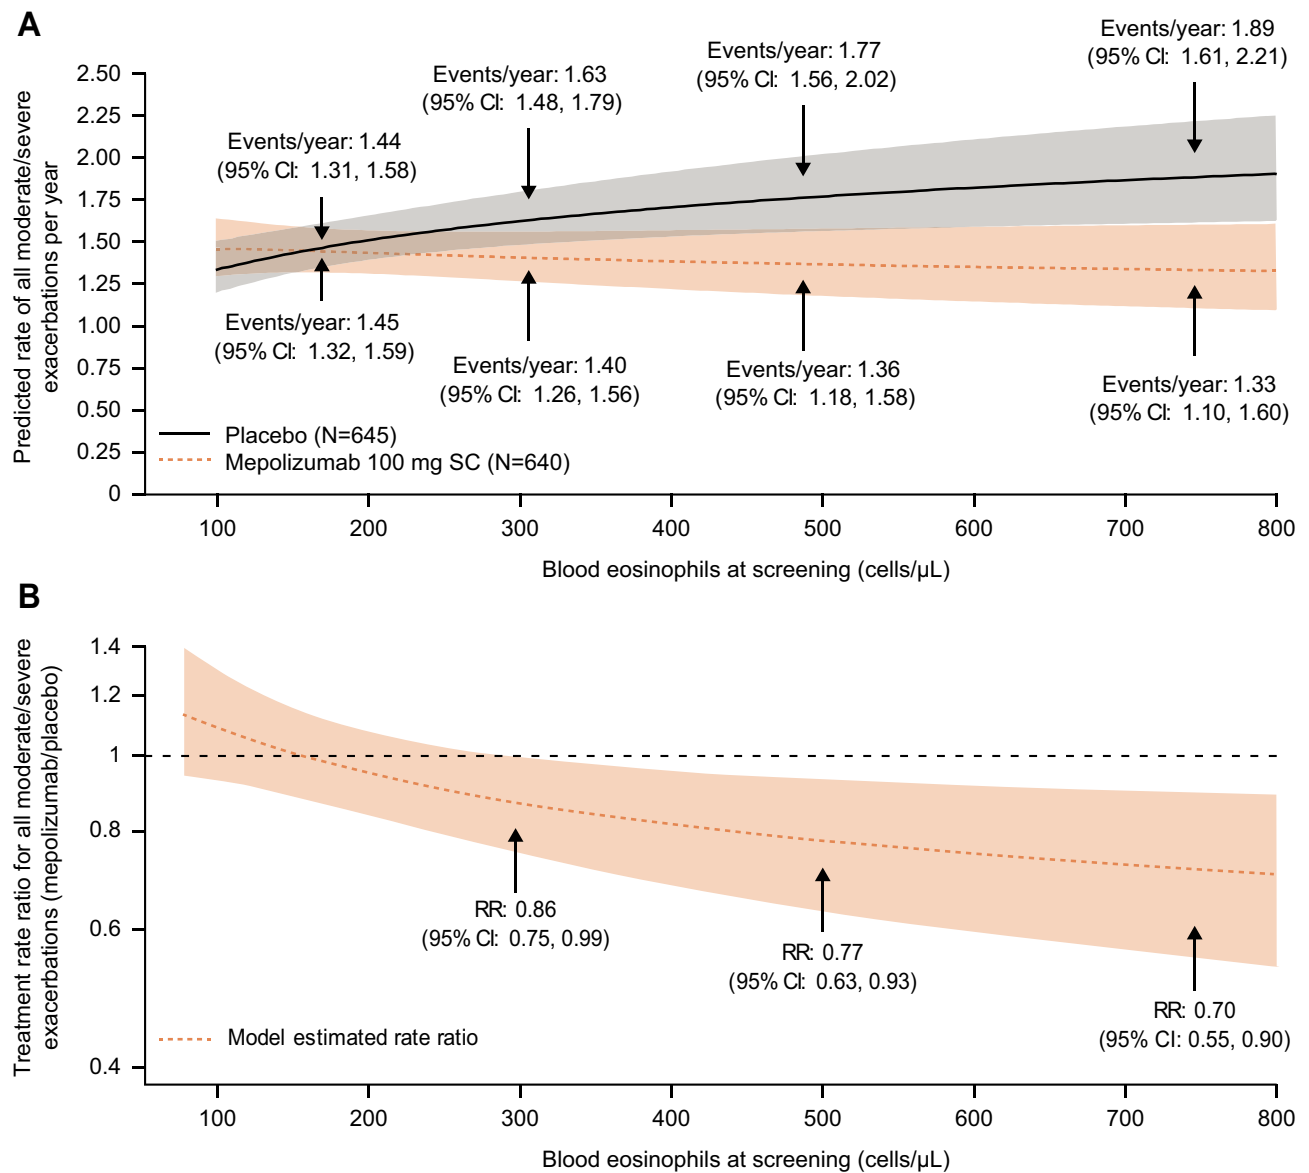 A
Events/year: 1.89
(95% CI: 1.61, 2.21)
Events/year: 1.77
(95% CI: 1.56, 2.02)
Events/year: 1.63
(95% CI: 1.48, 1.79)
Events/year: 1.44
(95% CI: 1.31, 1.58)
Predicted rate of all moderate/severe
exacerbations per year
2.50
2.25
2.00
1.75
1.50
1.25
1.00
0.75
0.50
0.25
0
Events/year: 1.45
(95% CI: 1.32, 1.59)
Events/year: 1.40
(95% CI: 1.26, 1.56)
Events/year: 1.36
(95% CI: 1.18, 1.58)
Events/year: 1.33
(95% CI: 1.10, 1.60)
Placebo (N=645)
Mepolizumab 100 mg SC (N=640)
100 200 300 400 500 600 700 800
Blood eosinophils at screening (cells/µL)
B
Treatment rate ratio for all moderate/severe
exacerbations (mepolizumab/placebo)
1.4
1.2
1
0.8
0.6
0.4
RR: 0.86
(95% CI: 0.75, 0.99)
RR: 0.77
(95% CI: 0.63, 0.93)
RR: 0.70
(95% CI: 0.55, 0.90)
Model estimated rate ratio
100 200 300 400 500 600 700 800
Blood eosinophils at screening (cells/µL)